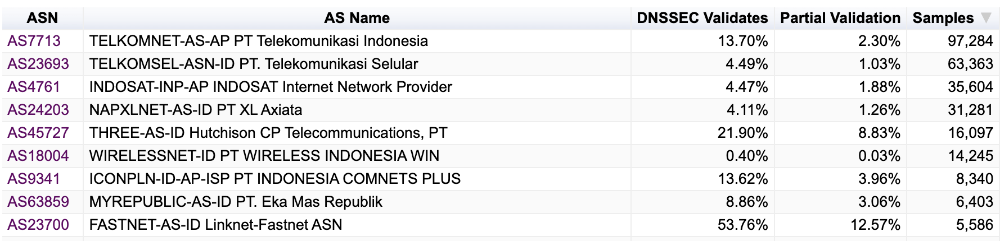 ASN AS Name DNSSEC Validates Partial Validation Samples ▼
AS7713 TELKOMNET-AS-AP PT Telekomunikasi Indonesia 13.70% 2.30% 97,284
AS23693 TELKOMSEL-ASN-ID PT. Telekomunikasi Selular 4.49% 1.03% 63,363
AS4761 INDOSAT-INP-AP INDOSAT Internet Network Provider 4.47% 1.88% 35,604
AS24203 NAPXLNET-AS-ID PT XL Axiata 4.11% 1.26% 31,281
AS45727 THREE-AS-ID Hutchison CP Telecommunications, PT 21.90% 8.83% 16,097
AS18004 WIRELESSNET-ID PT WIRELESS INDONESIA WIN 0.40% 0.03% 14,245
AS9341 ICONPLN-ID-AP-ISP PT INDONESIA COMNETS PLUS 13.62% 3.96% 8,340
AS63859 MYREPUBLIC-AS-ID PT. Eka Mas Republik 8.86% 3.06% 6,403
AS23700 FASTNET-AS-ID Linknet-Fastnet ASN 53.76% 12.57% 5,586